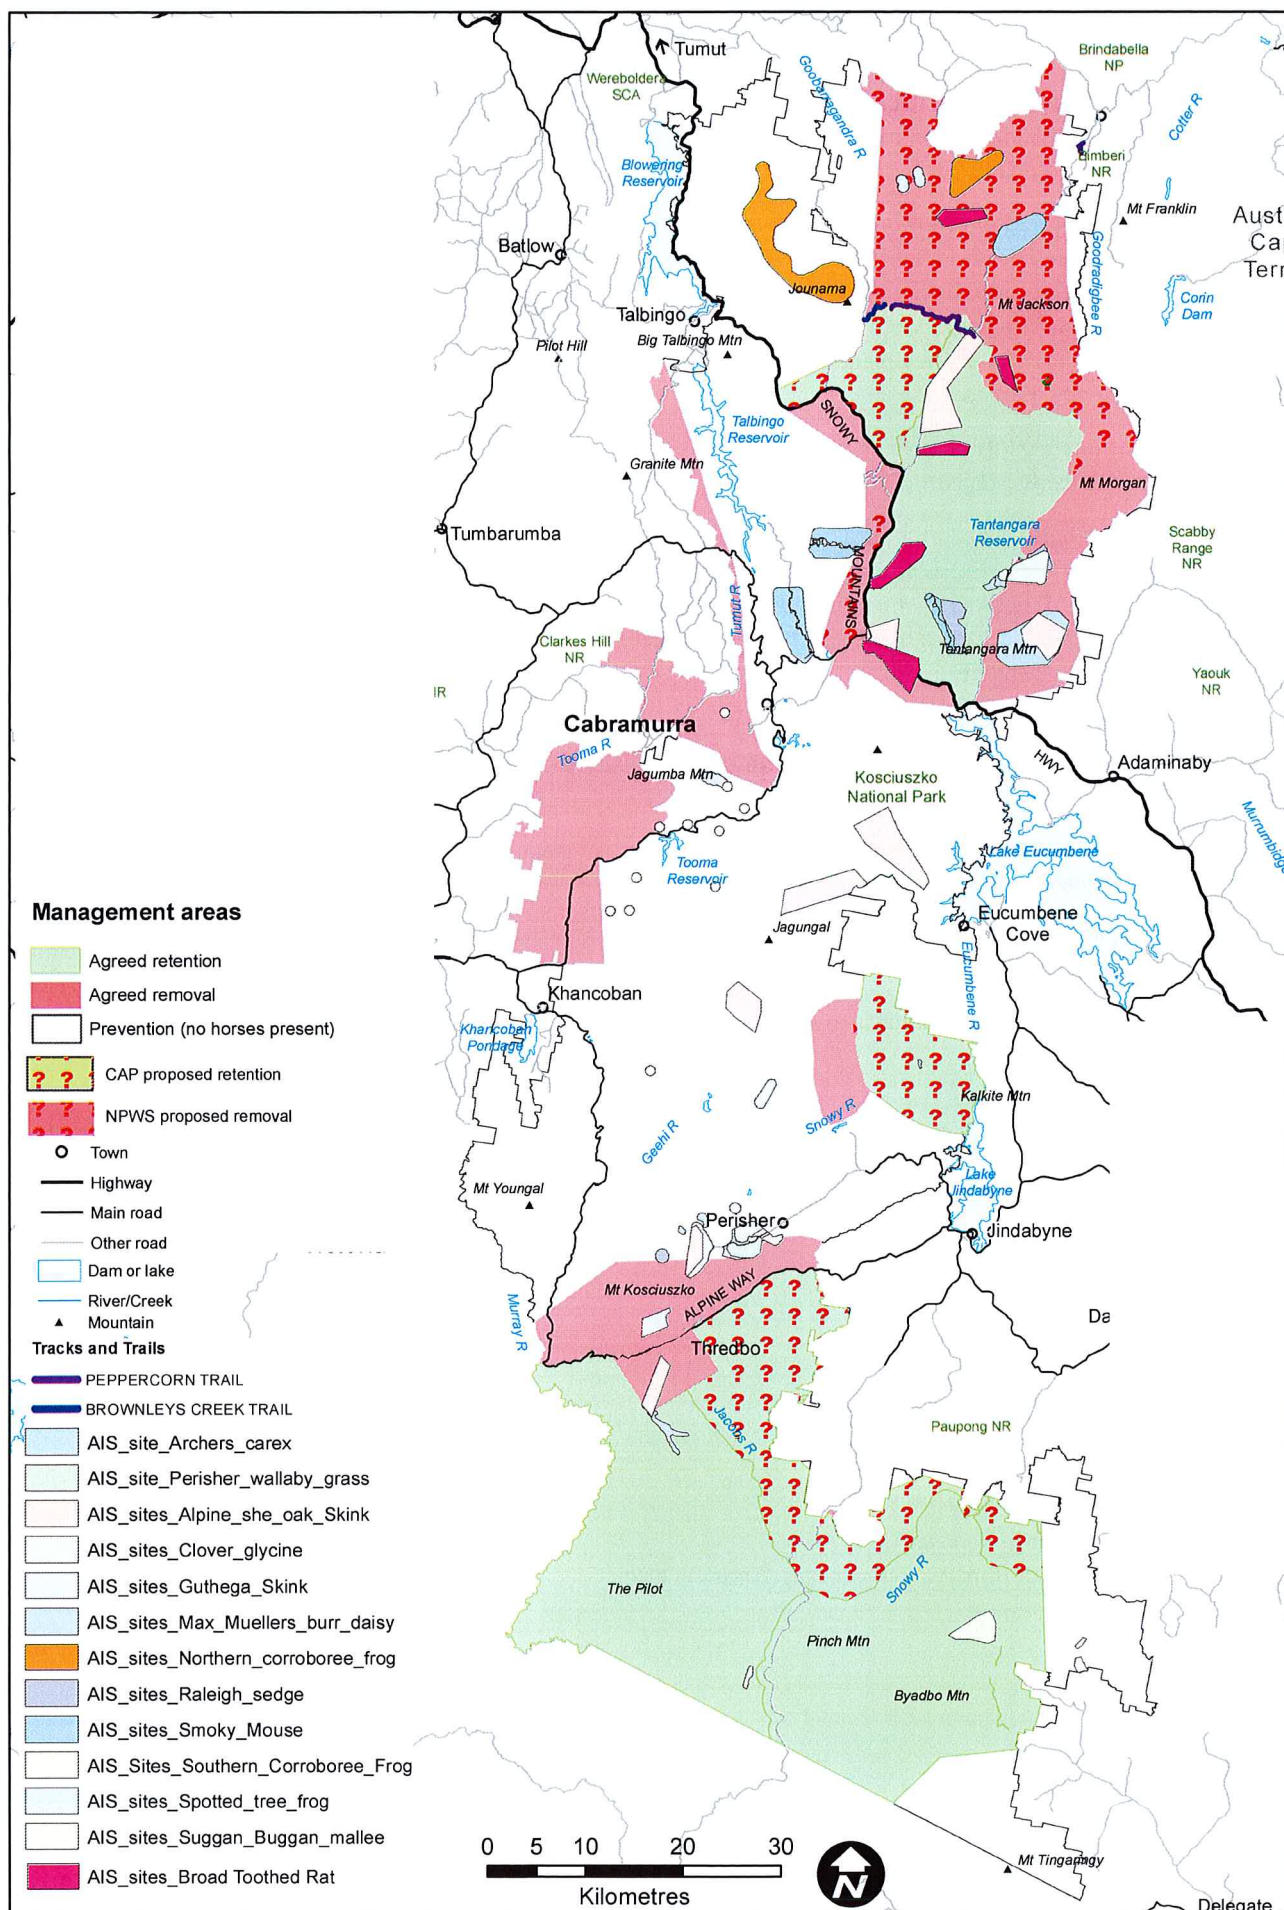 Tumut
Brindabella
NP
Wereboldera
SCA
Goobarragandra R
Cotter R
Blowering
Reservoir
Bimberi
NR
Mt Franklin
Batlow
Goodradigbee R
Jounama
Mt Jackson
Corin
Dam
Talbingo
Pilot Hill
Big Talbingo Mtn
SNOWY
Talbingo
Reservoir
Granite Mtn
Mt Morgan
Tumbarumba
Tantangara
Reservoir
Scabby
Range
NR
MOUNTAINS
Tumut R
Clarkes Hill
NR
Tantangara Mtn
Yaouk
NR
IR
Cabramurra
Tooma R
Jagumba Mtn
HWY
Adaminaby
Kosciuszko
National Park
Lake Eucumbene
Tooma
Reservoir
Eucumbene
Cove
Jagungal
Eucumbene R
Khancoban
Khancoban
Pondage
Kalkite Mtn
Snowy R
Geehi R
Mt Youngal
Lake
Jindabyne
Perisher
Jindabyne
Mt Kosciuszko
ALPINE WAY
Murray R
Thredbo
Jacobs R
Paupong NR
The Pilot
Snowy R
Pinch Mtn
Byadbo Mtn
Mt Tingaringy
Delegate
Management areas
Agreed retention
Agreed removal
Prevention (no horses present)
? ? CAP proposed retention
? ? NPWS proposed removal
Town
Highway
Main road
Other road
Dam or lake
River/Creek
Mountain
Tracks and Trails
PEPPERCORN TRAIL
BROWNLEYS CREEK TRAIL
AIS_site_Archers_carex
AIS_site_Perisher_wallaby_grass
AIS_sites_Alpine_she_oak_Skink
AIS_sites_Clover_glycine
AIS_sites_Guthega_Skink
AIS_sites_Max_Muellers_burr_daisy
AIS_sites_Northern_corroboree_frog
AIS_sites_Raleigh_sedge
AIS_sites_Smoky_Mouse
AIS_Sites_Southern_Corroboree_Frog
AIS_sites_Spotted_tree_frog
AIS_sites_Suggan_Buggan_mallee
AIS_sites_Broad Toothed Rat
0 5 10 20 30
Kilometres
N